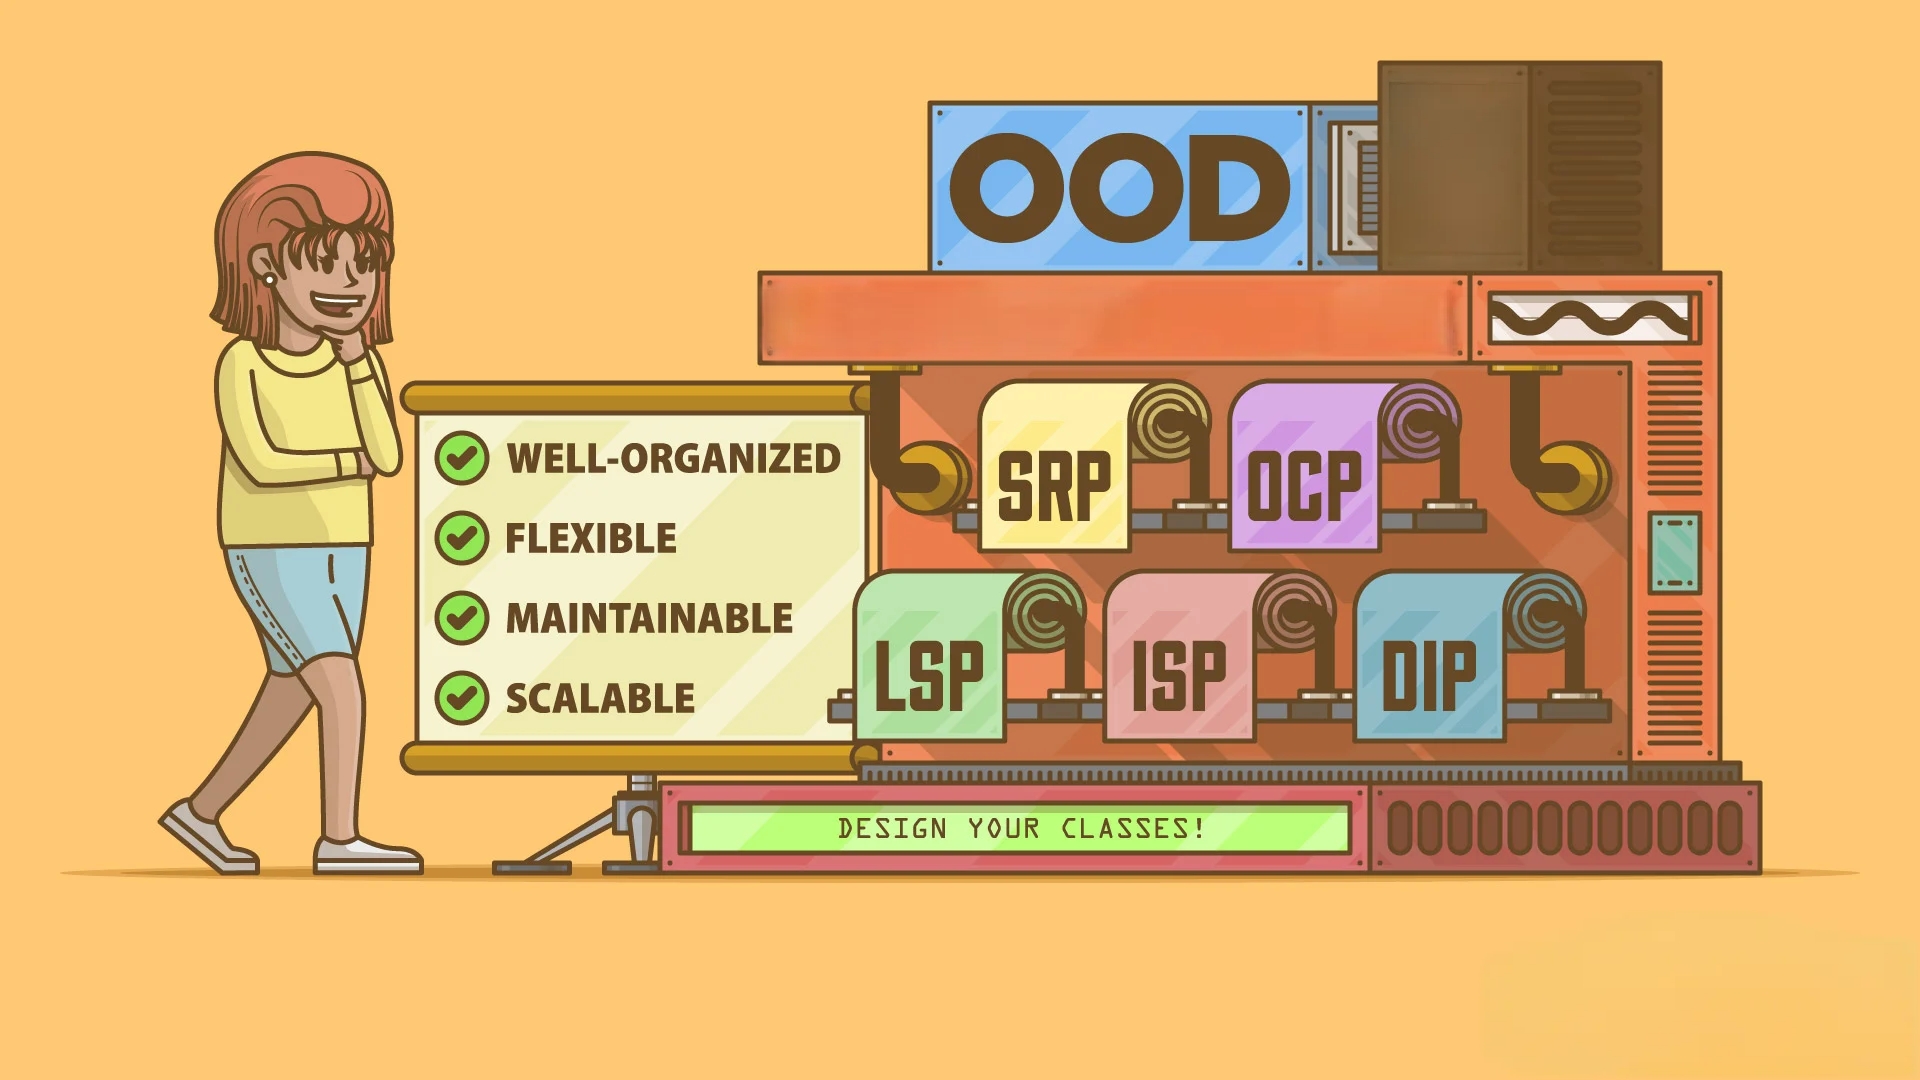 OOD
WELL-ORGANIZED
FLEXIBLE
MAINTAINABLE
SCALABLE
SRP
OCP
LSP
ISP
DIP
DESIGN YOUR CLASSES!